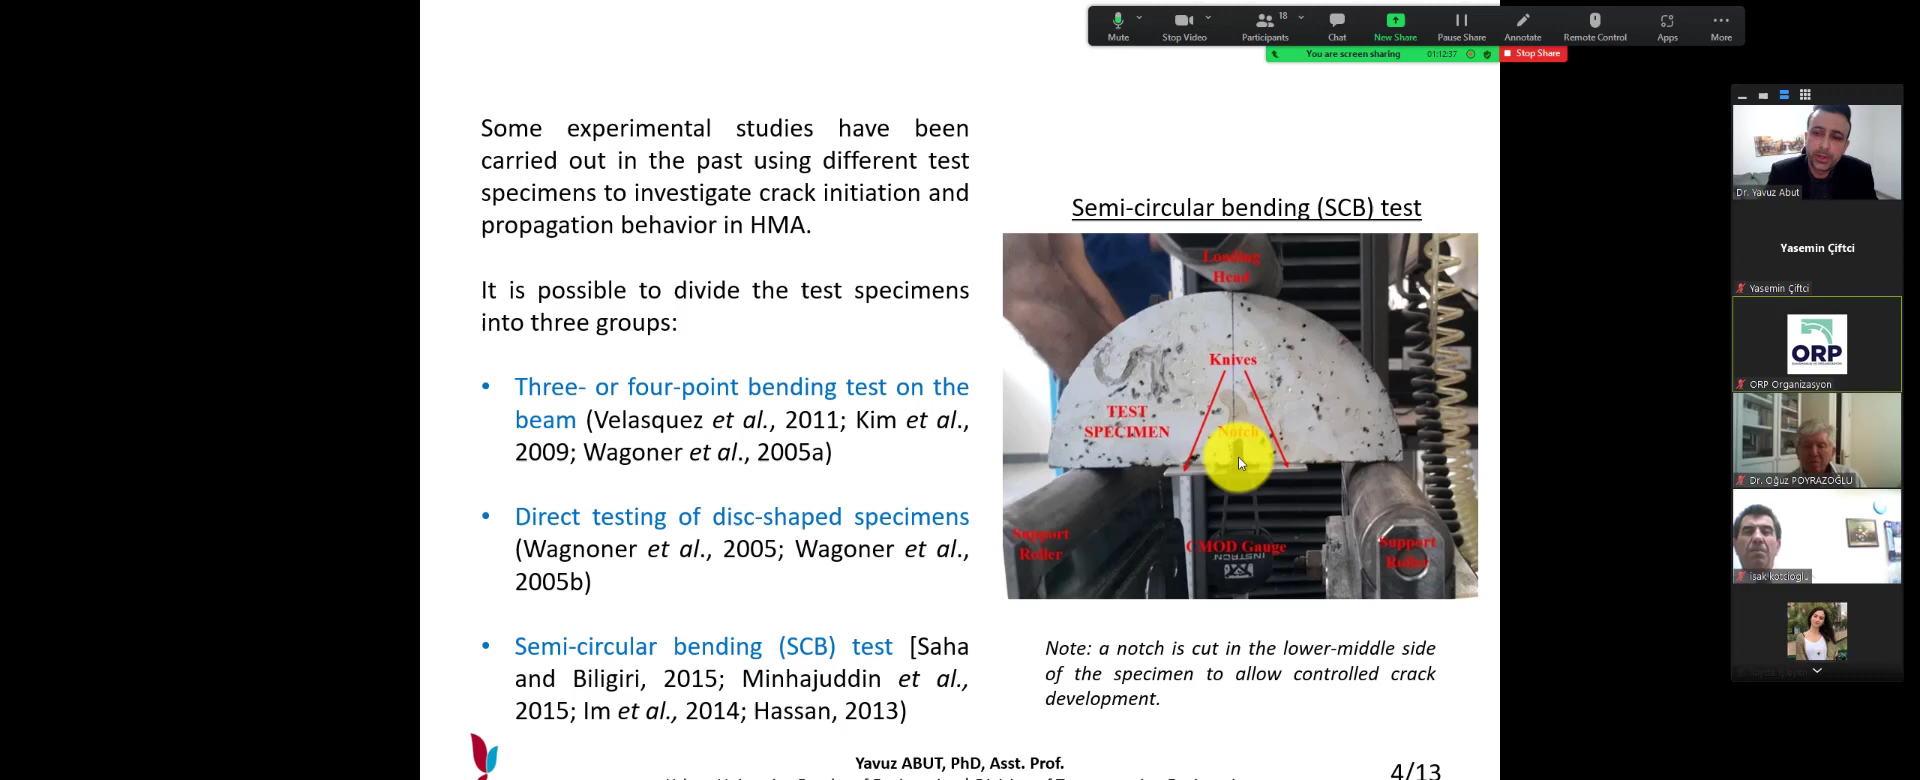 Mute
Stop Video
Participants
18
Chat
New Share
Pause Share
Annotate
Remote Control
Apps
More
You are screen sharing
01:12:37
Stop Share
Some experimental studies have been
carried out in the past using different test
specimens to investigate crack initiation and
propagation behavior in HMA.
It is possible to divide the test specimens
into three groups:
• Three- or four-point bending test on the
beam (Velasquez et al., 2011; Kim et al.,
2009; Wagoner et al., 2005a)
• Direct testing of disc-shaped specimens
(Wagnoner et al., 2005; Wagoner et al.,
2005b)
• Semi-circular bending (SCB) test [Saha
and Biligiri, 2015; Minhajuddin et al.,
2015; Im et al., 2014; Hassan, 2013)
Semi-circular bending (SCB) test
Loading
Head
Knives
TEST
SPECIMEN
Notch
Support
Roller
CMOD Gauge
INSTRON
Support
Roller
Note: a notch is cut in the lower-middle side
of the specimen to allow controlled crack
development.
Yavuz ABUT, PhD, Asst. Prof.
4/13
Dr. Yavuz Abut
Yasemin Çiftci
Yasemin Çiftci
ORP
ORP Organizasyon
Dr. Oğuz POYRAZOĞLU
isak kotcioglu